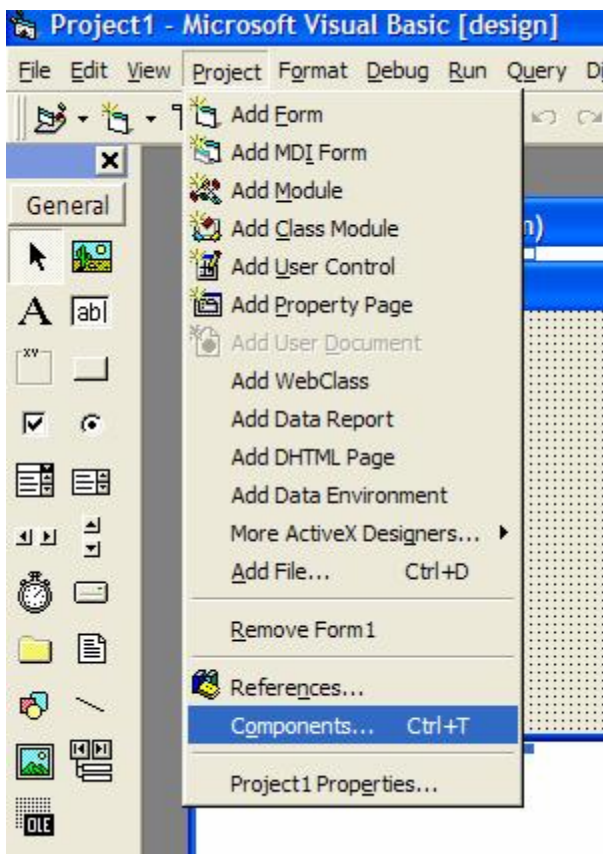 Project1 - Microsoft Visual Basic [design]
File Edit View Project Format Debug Run Query
Add Form
Add MDI Form
Add Module
General
Add Class Module
Add User Control
Add Property Page
Add User Document
Add WebClass
Add Data Report
Add DHTML Page
Add Data Environment
More ActiveX Designers...
Add File... Ctrl+D
Remove Form1
References...
Components... Ctrl+T
Project1 Properties...
A
ab|
XY
OLE